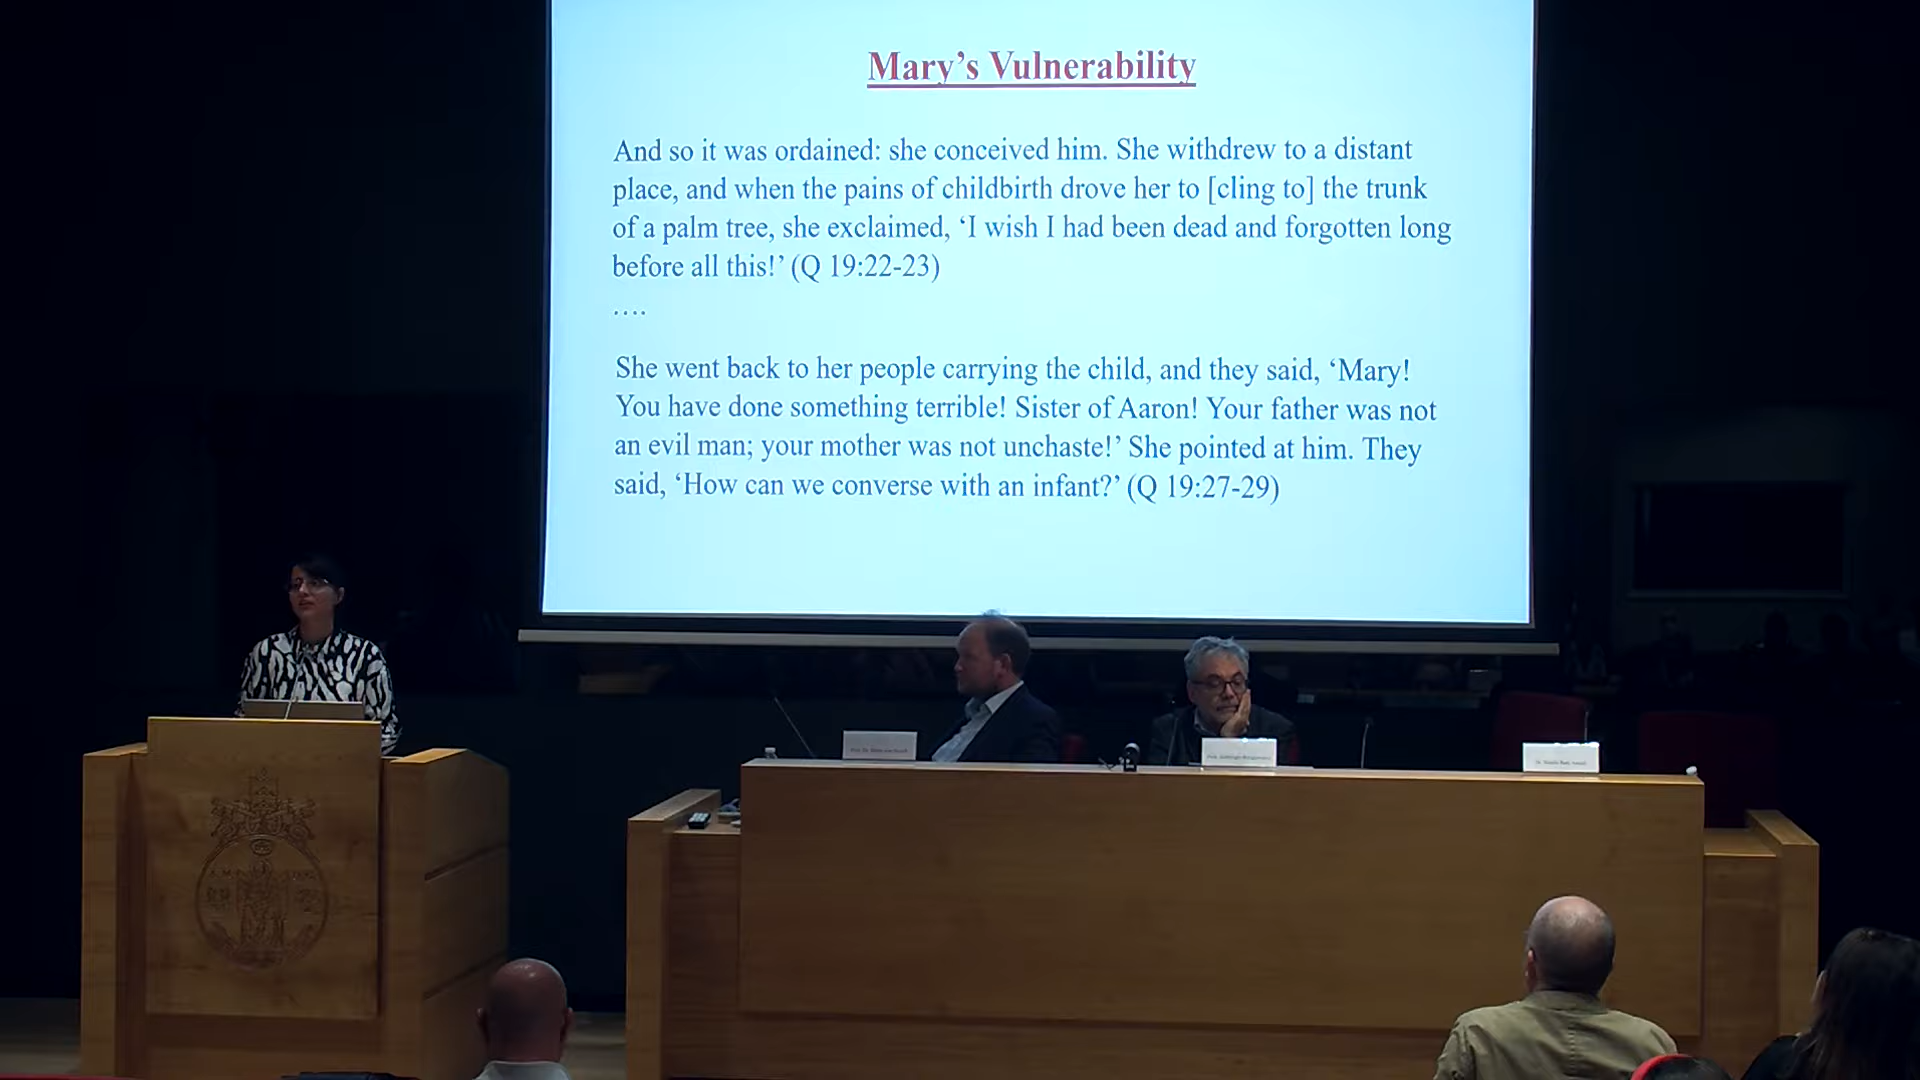 Mary’s Vulnerability
And so it was ordained: she conceived him. She withdrew to a distant
place, and when the pains of childbirth drove her to [cling to] the trunk
of a palm tree, she exclaimed, ‘I wish I had been dead and forgotten long
before all this!’ (Q 19:22-23)
....
She went back to her people carrying the child, and they said, ‘Mary!
You have done something terrible! Sister of Aaron! Your father was not
an evil man; your mother was not unchaste!’ She pointed at him. They
said, ‘How can we converse with an infant?’ (Q 19:27-29)